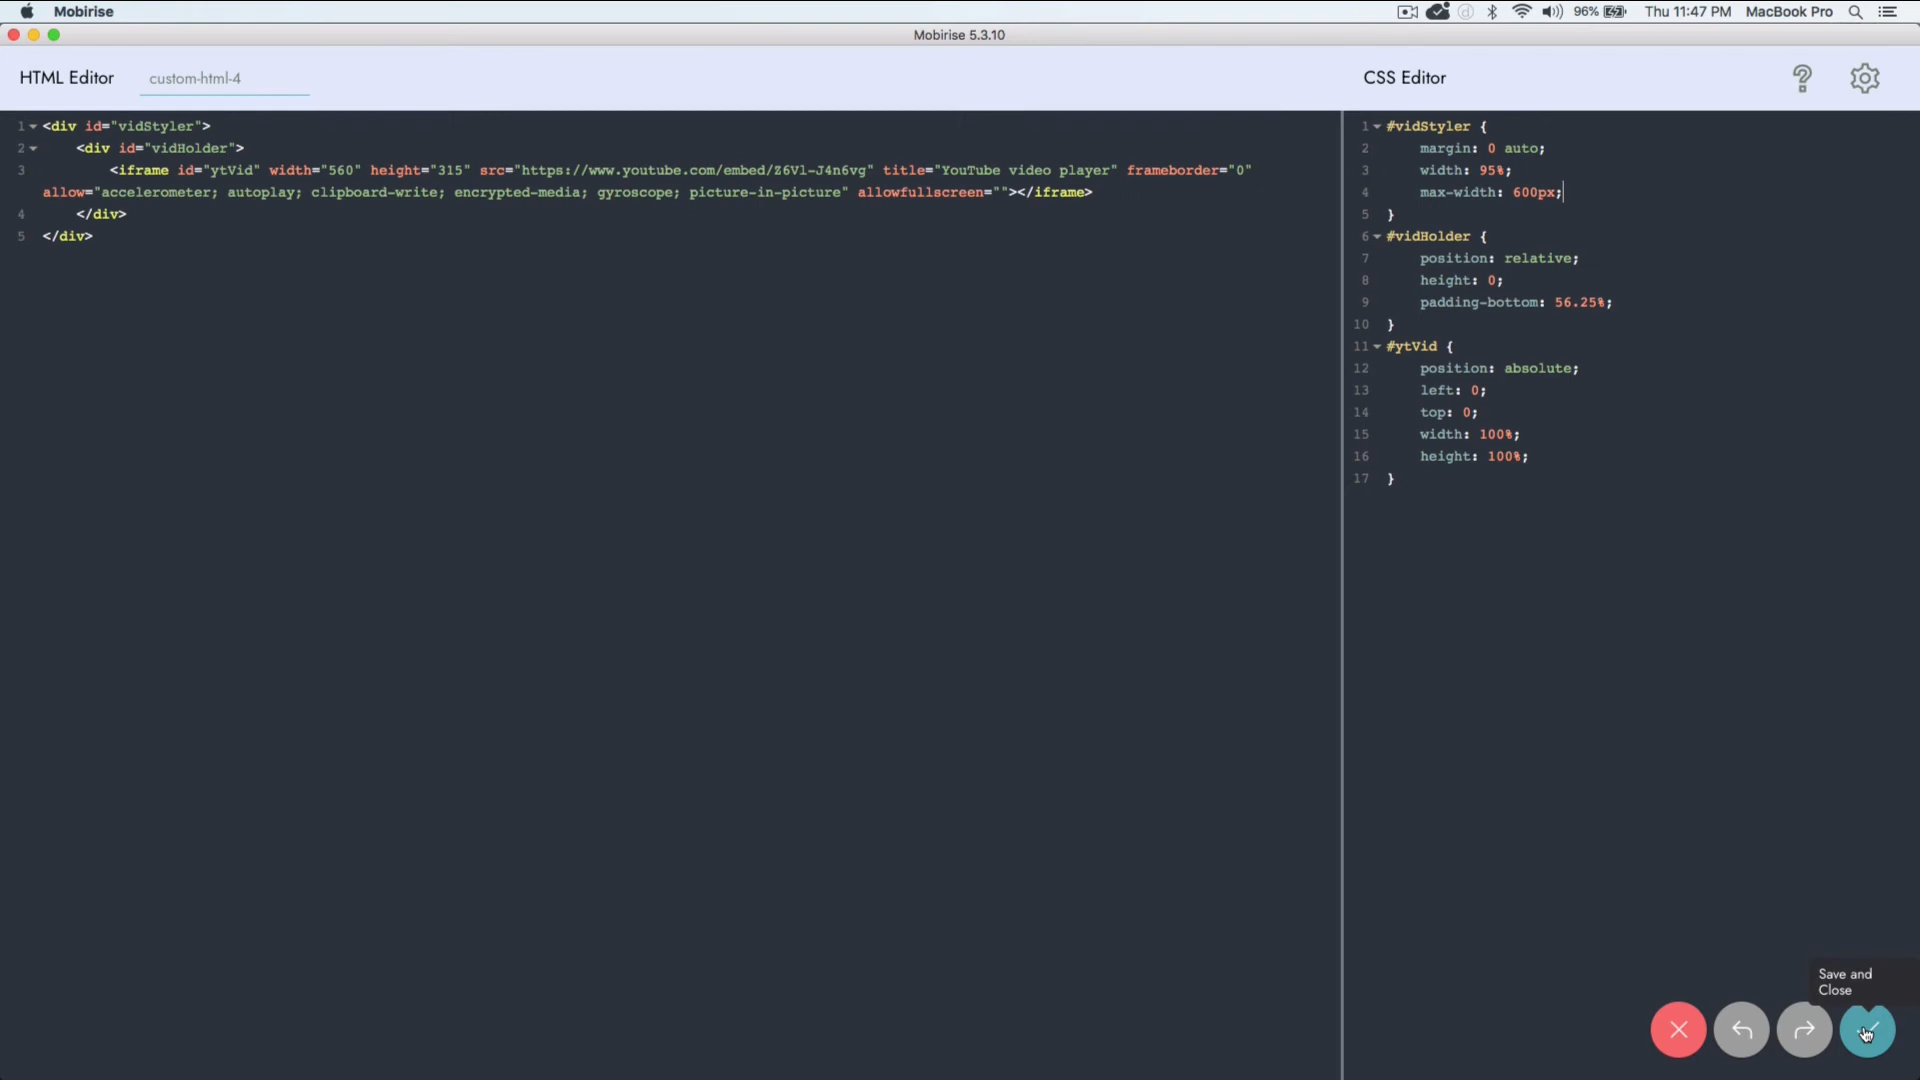 Mobirise
96%
Thu 11:47 PM
MacBook Pro
Mobirise 5.3.10
HTML Editor
custom-html-4
CSS Editor
1 <div id="vidStyler">
2 <div id="vidHolder">
3 <iframe id="ytVid" width="560" height="315" src="https://www.youtube.com/embed/Z6Vl-J4n6vg" title="YouTube video player" frameborder="0"
allow="accelerometer; autoplay; clipboard-write; encrypted-media; gyroscope; picture-in-picture" allowfullscreen=""></iframe>
4 </div>
5 </div>
1 #vidStyler {
2 margin: 0 auto;
3 width: 95%;
4 max-width: 600px;
5 }
6 #vidHolder {
7 position: relative;
8 height: 0;
9 padding-bottom: 56.25%;
10 }
11 #ytVid {
12 position: absolute;
13 left: 0;
14 top: 0;
15 width: 100%;
16 height: 100%;
17 }
Save and
Close